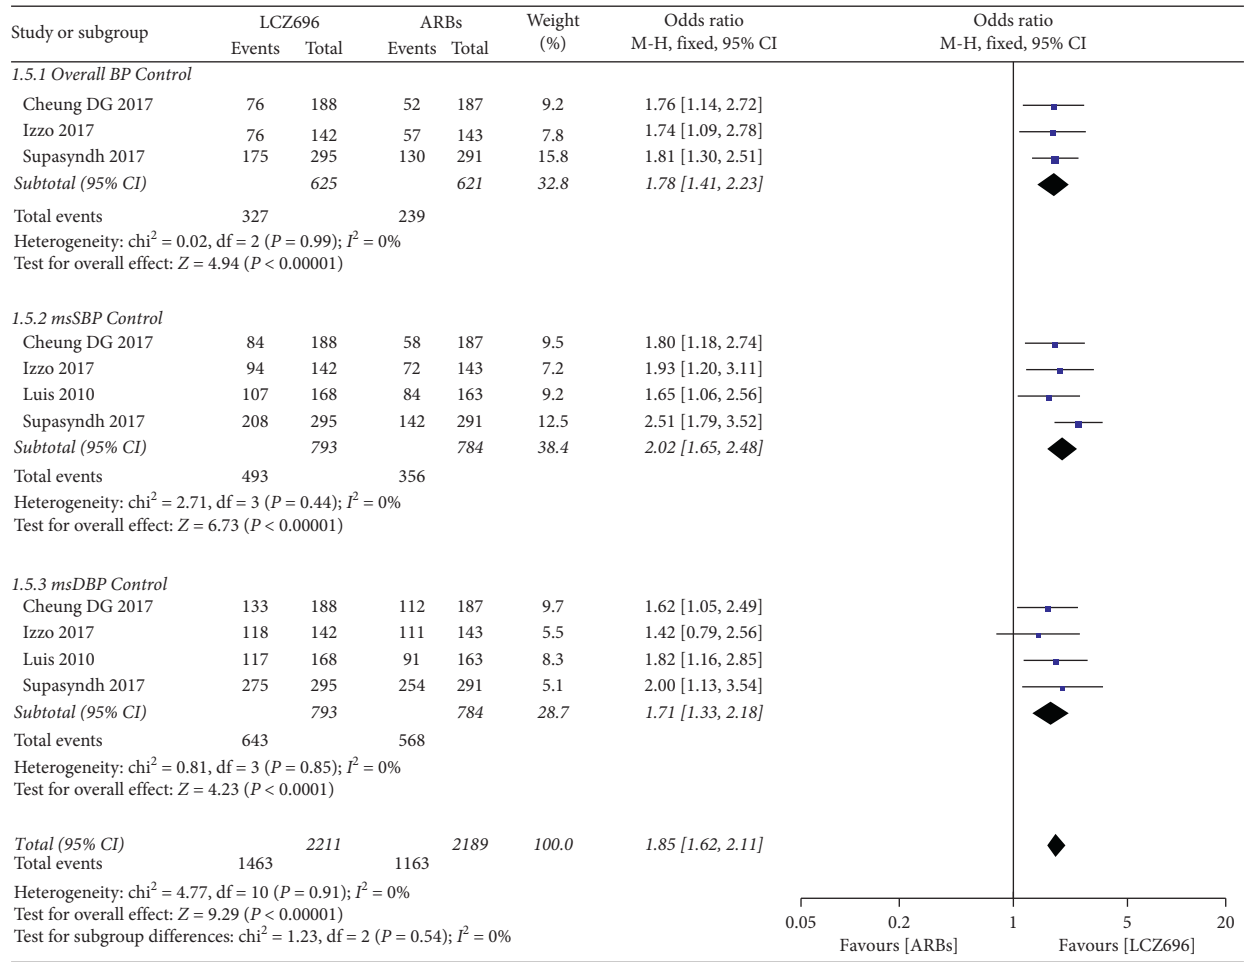 Study or subgroup LCZ696 ARBs Weight (%) Odds ratio M-H, fixed, 95% CI Odds ratio M-H, fixed, 95% CI
Events Total Events Total
1.5.1 Overall BP Control
Cheung DG 2017 76 188 52 187 9.2 1.76 [1.14, 2.72]
Izzo 2017 76 142 57 143 7.8 1.74 [1.09, 2.78]
Supasyndh 2017 175 295 130 291 15.8 1.81 [1.30, 2.51]
Subtotal (95% CI) 625 621 32.8 1.78 [1.41, 2.23]
Total events 327 239
Heterogeneity: chi² = 0.02, df = 2 (P = 0.99); I² = 0%
Test for overall effect: Z = 4.94 (P < 0.00001)
1.5.2 msSBP Control
Cheung DG 2017 84 188 58 187 9.5 1.80 [1.18, 2.74]
Izzo 2017 94 142 72 143 7.2 1.93 [1.20, 3.11]
Luis 2010 107 168 84 163 9.2 1.65 [1.06, 2.56]
Supasyndh 2017 208 295 142 291 12.5 2.51 [1.79, 3.52]
Subtotal (95% CI) 793 784 38.4 2.02 [1.65, 2.48]
Total events 493 356
Heterogeneity: chi² = 2.71, df = 3 (P = 0.44); I² = 0%
Test for overall effect: Z = 6.73 (P < 0.00001)
1.5.3 msDBP Control
Cheung DG 2017 133 188 112 187 9.7 1.62 [1.05, 2.49]
Izzo 2017 118 142 111 143 5.5 1.42 [0.79, 2.56]
Luis 2010 117 168 91 163 8.3 1.82 [1.16, 2.85]
Supasyndh 2017 275 295 254 291 5.1 2.00 [1.13, 3.54]
Subtotal (95% CI) 793 784 28.7 1.71 [1.33, 2.18]
Total events 643 568
Heterogeneity: chi² = 0.81, df = 3 (P = 0.85); I² = 0%
Test for overall effect: Z = 4.23 (P < 0.0001)
Total (95% CI) 2211 2189 100.0 1.85 [1.62, 2.11]
Total events 1463 1163
Heterogeneity: chi² = 4.77, df = 10 (P = 0.91); I² = 0%
Test for overall effect: Z = 9.29 (P < 0.00001)
Test for subgroup differences: chi² = 1.23, df = 2 (P = 0.54); I² = 0%
0.05 0.2 1 5 20
Favours [ARBs] Favours [LCZ696]